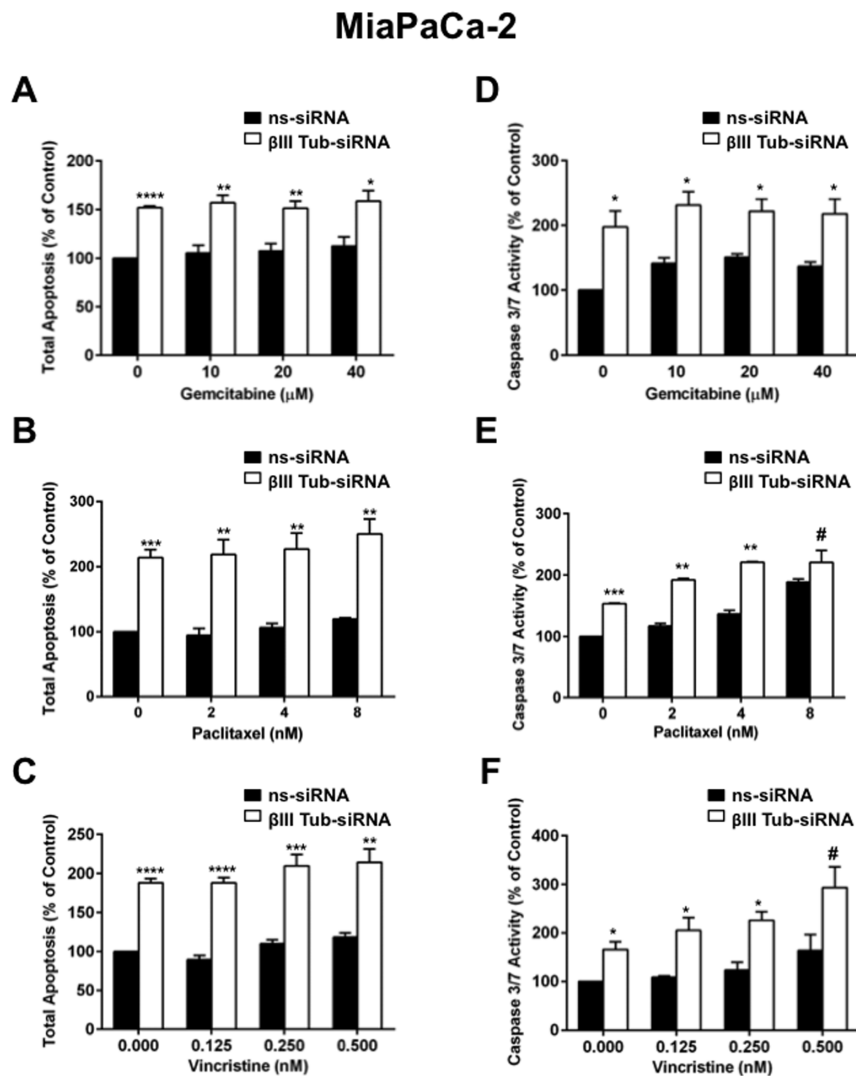 MiaPaCa-2
A
ns-siRNA
βIII Tub-siRNA
Total Apoptosis (% of Control)
200
150
100
50
0
****
**
**
*
0 10 20 40
Gemcitabine (μM)
D
ns-siRNA
βIII Tub-siRNA
Caspase 3/7 Activity (% of Control)
300
200
100
0
*
*
*
*
0 10 20 40
Gemcitabine (μM)
B
ns-siRNA
βIII Tub-siRNA
Total Apoptosis (% of Control)
300
200
100
0
***
**
**
**
0 2 4 8
Paclitaxel (nM)
E
ns-siRNA
βIII Tub-siRNA
Caspase 3/7 Activity (% of Control)
300
200
100
0
***
**
**
#
0 2 4 8
Paclitaxel (nM)
C
ns-siRNA
βIII Tub-siRNA
Total Apoptosis (% of Control)
250
200
150
100
50
0
****
****
***
**
0.000 0.125 0.250 0.500
Vincristine (nM)
F
ns-siRNA
βIII Tub-siRNA
Caspase 3/7 Activity (% of Control)
400
300
200
100
0
*
*
*
#
0.000 0.125 0.250 0.500
Vincristine (nM)